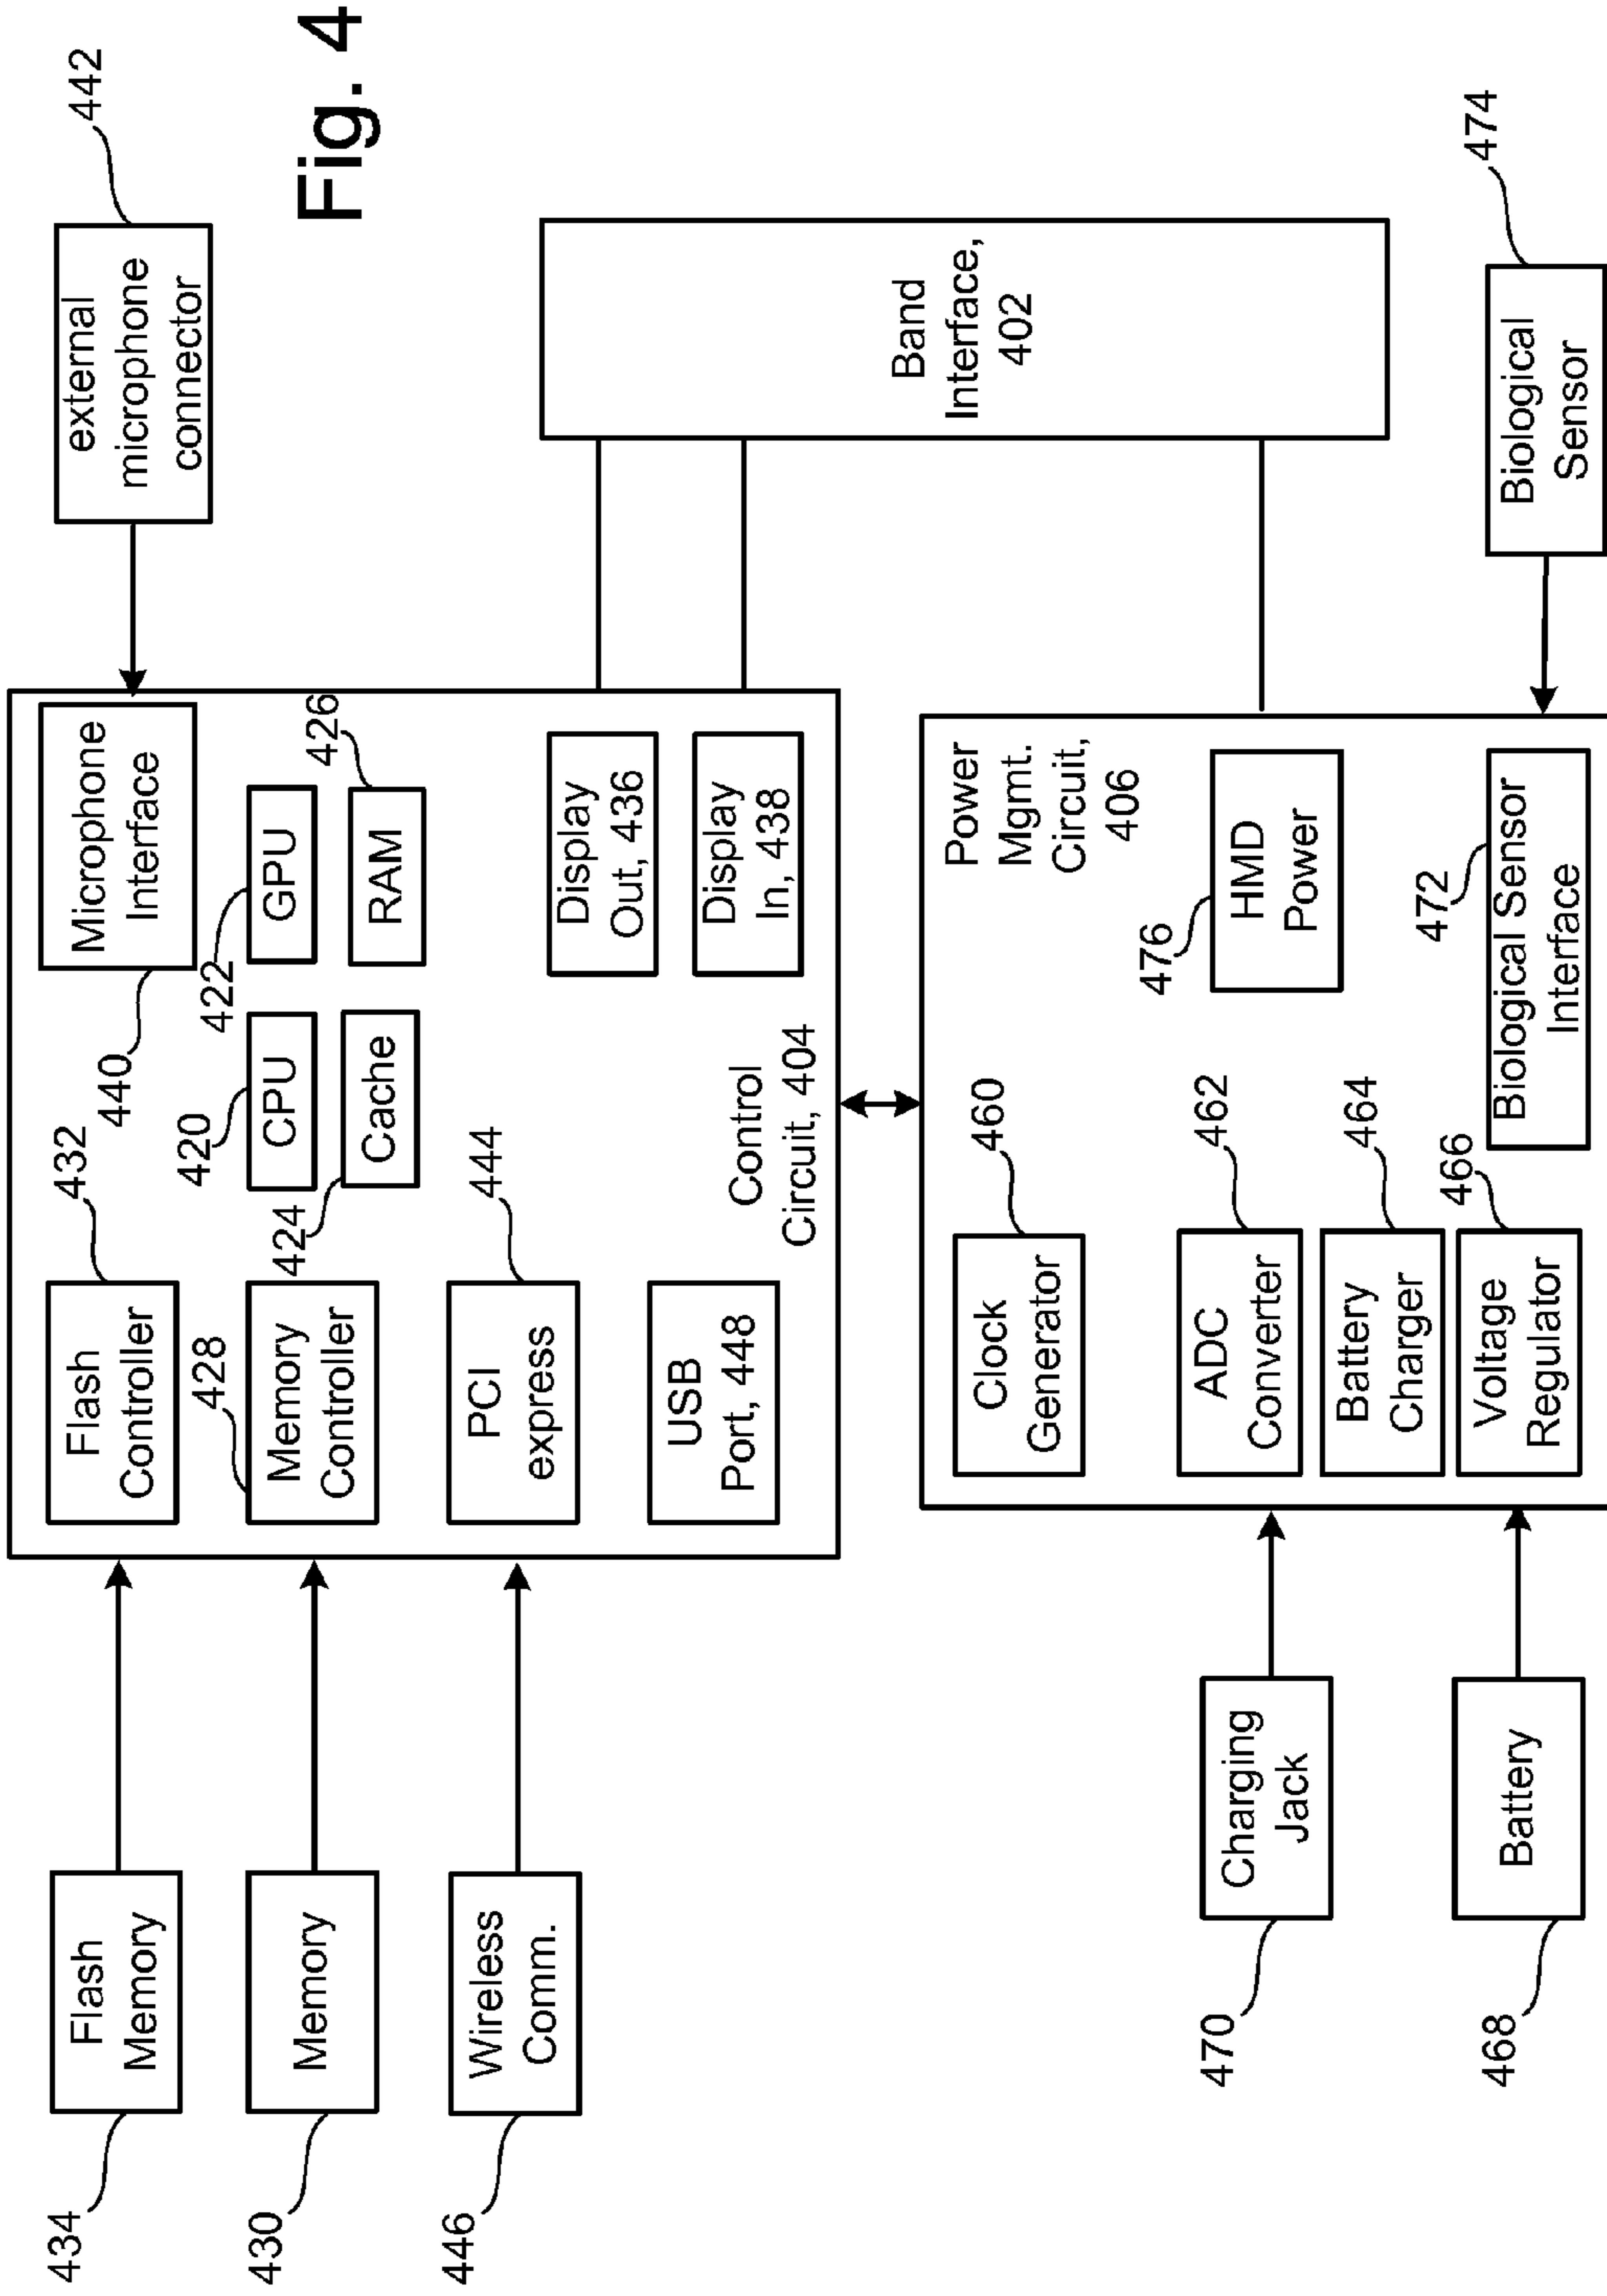 Fig. 4
434
Flash
Memory
430
Memory
446
Wireless
Comm.
Flash
Controller
432
428
Memory
Controller
PCI
express
444
USB
Port, 448
420
CPU
424
Cache
422
GPU
426
RAM
440
Microphone
Interface
Display
Out, 436
Display
In, 438
Control
Circuit, 404
external
microphone
connector
442
Band
Interface,
402
470
Charging
Jack
468
Battery
Clock
Generator
460
ADC
Converter
462
Battery
Charger
464
Voltage
Regulator
466
Power
Mgmt.
Circuit,
406
476
HMD
Power
472
Biological Sensor
Interface
Biological
Sensor
474